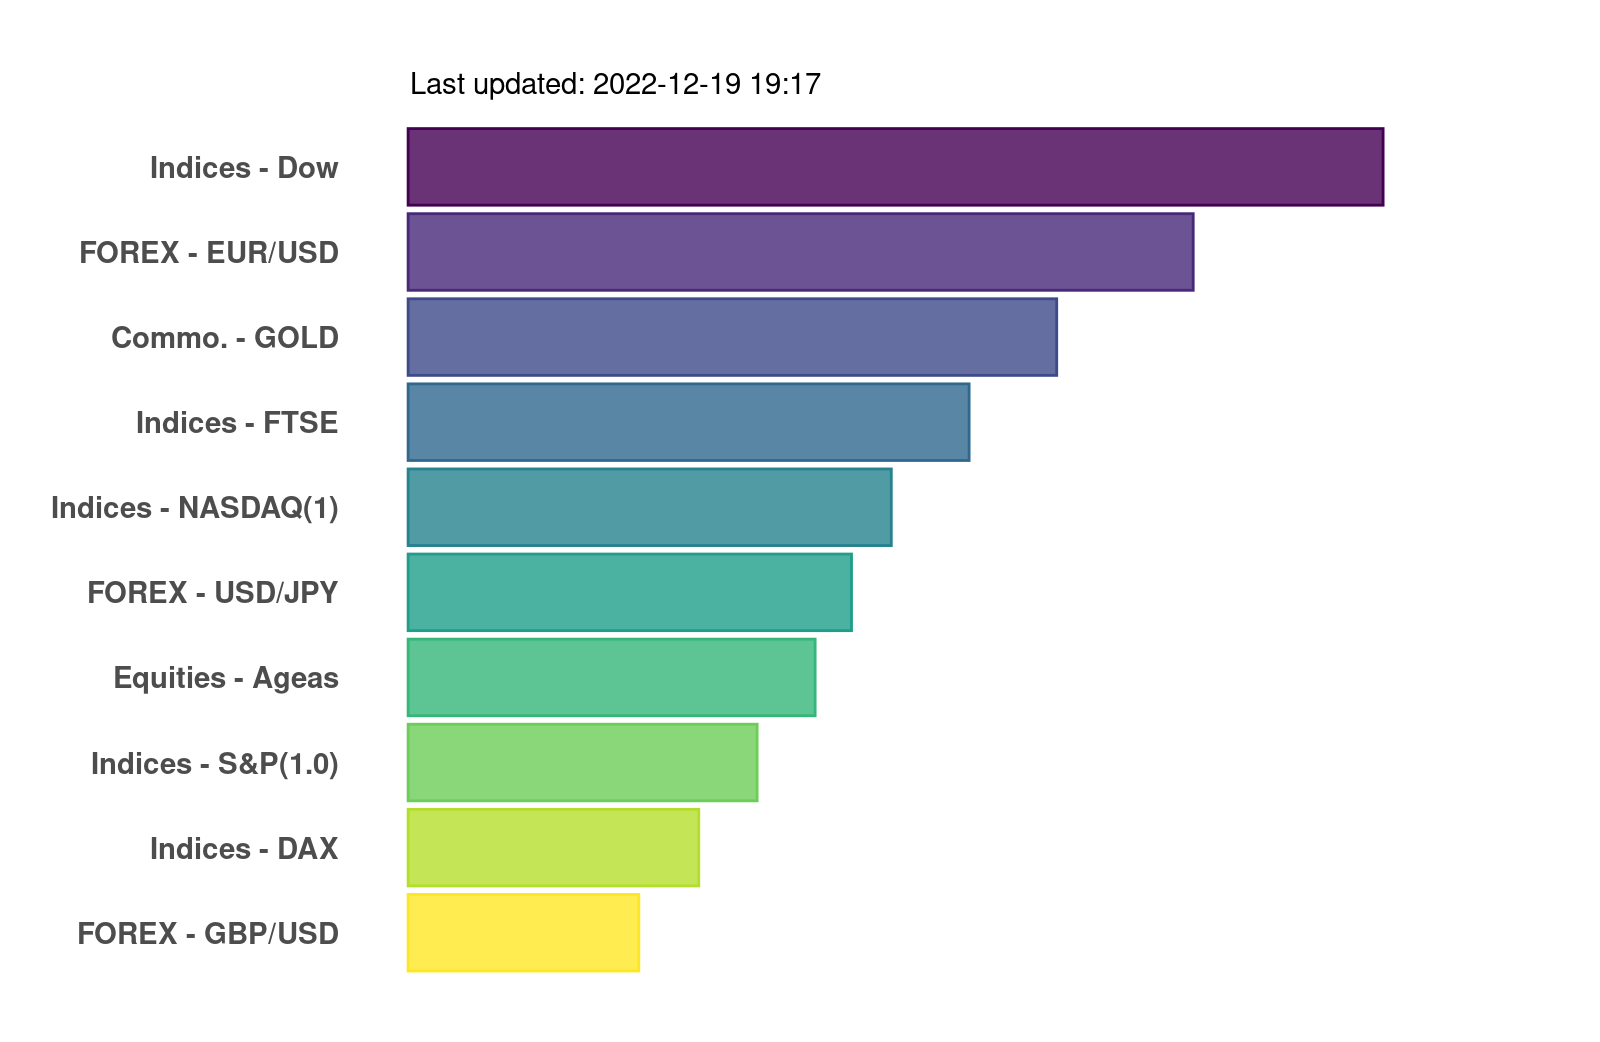 Last updated: 2022-12-19 19:17
Indices - Dow
FOREX - EUR/USD
Commo. - GOLD
Indices - FTSE
Indices - NASDAQ(1)
FOREX - USD/JPY
Equities - Ageas
Indices - S&P(1.0)
Indices - DAX
FOREX - GBP/USD